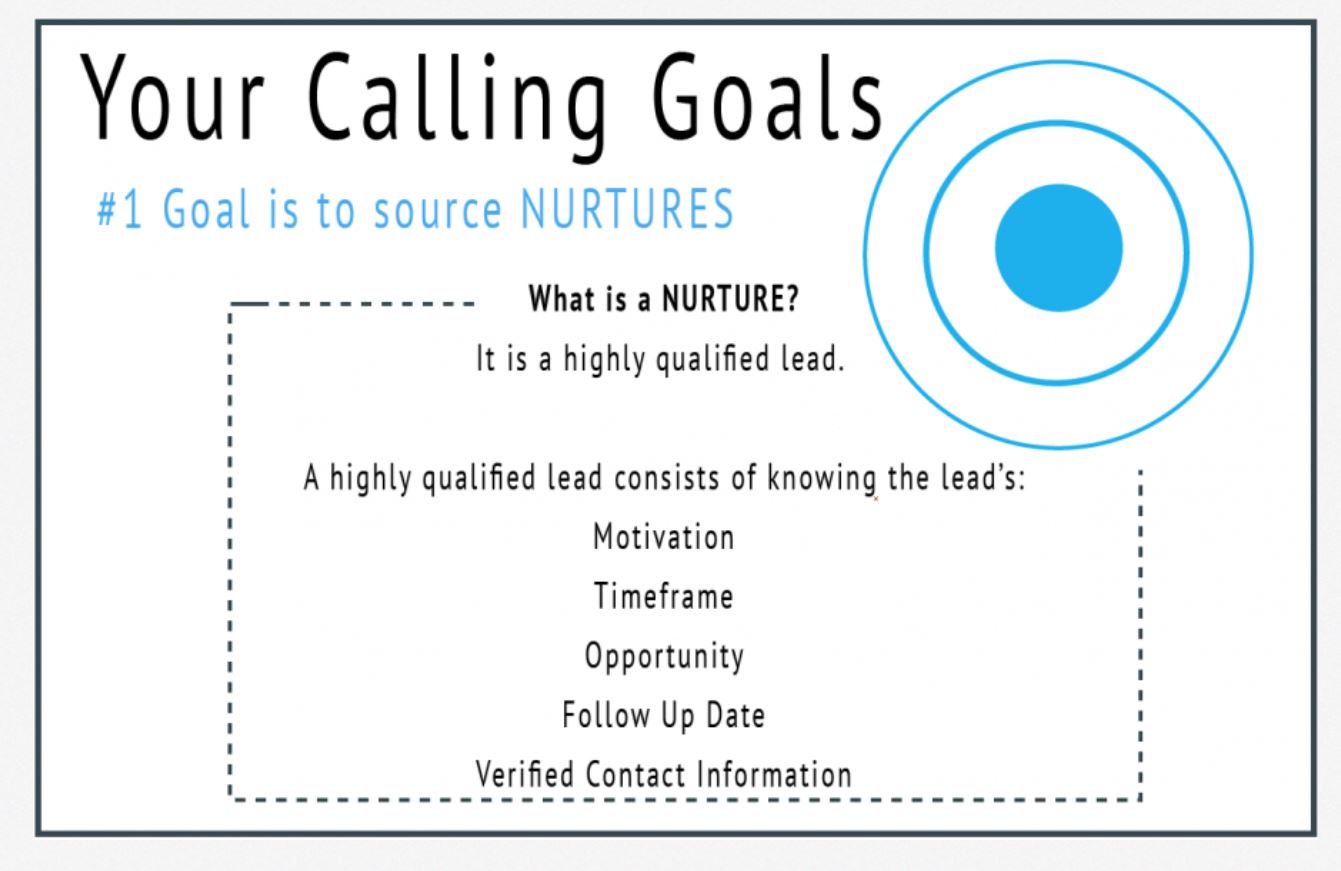 Your Calling Goals
#1 Goal is to source NURTURES
What is a NURTURE?
It is a highly qualified lead.
A highly qualified lead consists of knowing the lead’s:
Motivation
Timeframe
Opportunity
Follow Up Date
Verified Contact Information